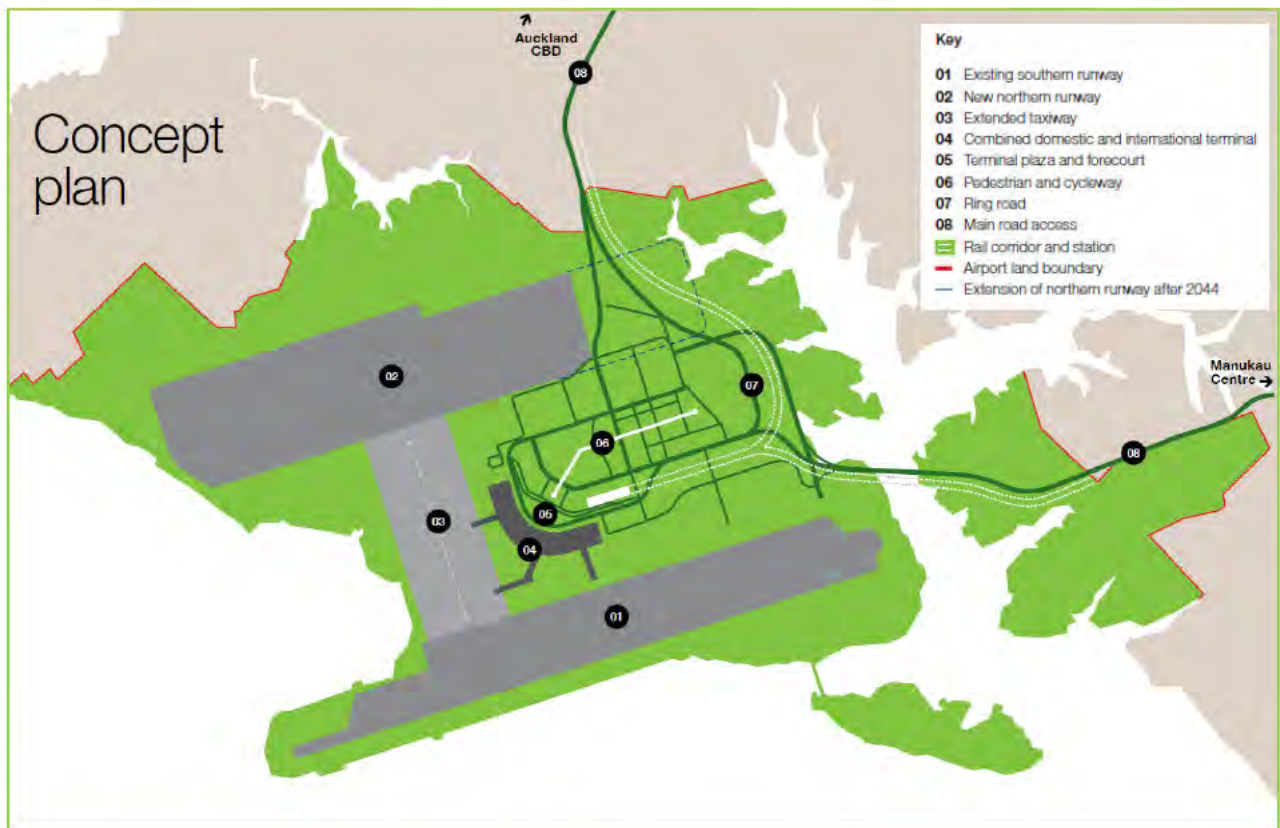 Concept
plan
Auckland
CBD
08
Key
01 Existing southern runway
02 New northern runway
03 Extended taxiway
04 Combined domestic and international terminal
05 Terminal plaza and forecourt
06 Pedestrian and cycleway
07 Ring road
08 Main road access
Rail corridor and station
Airport land boundary
Extension of northern runway after 2044
Manukau
Centre →
02
07
06
08
05
03
04
01